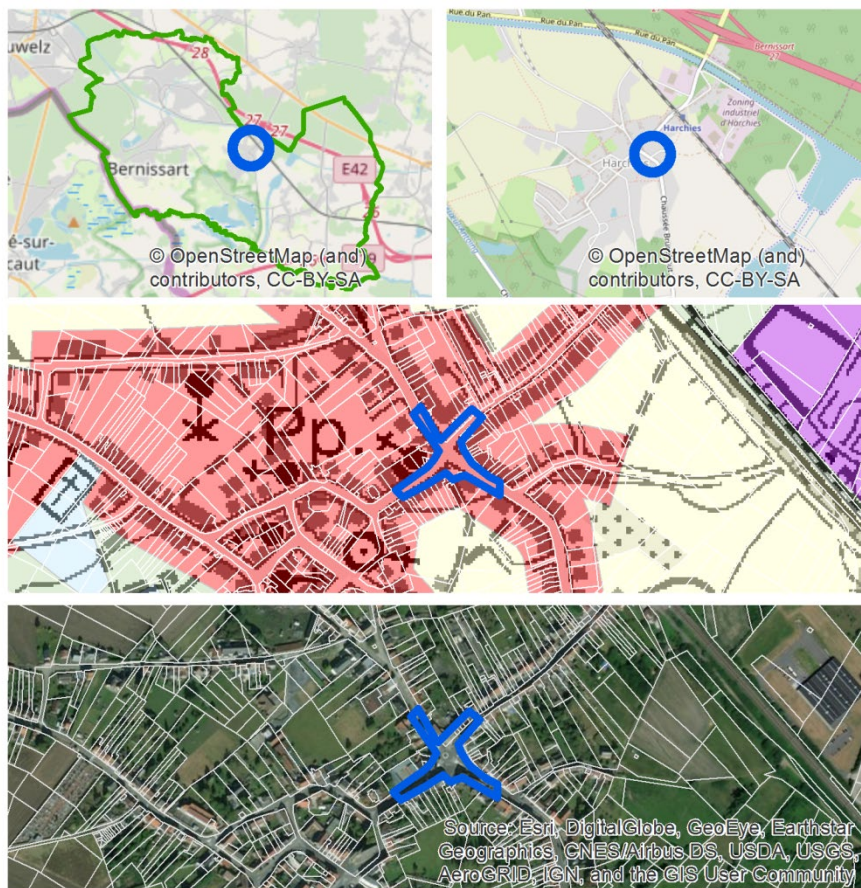 uwelz
28
27
27
Bernissart
E42
26
é-sur-
caut
9
© OpenStreetMap (and)
contributors, CC-BY-SA
Rue du Pan
Rue du Pan
Bernissart
27
Harchies
Zoning
industriel
d'Harchies
Harc
© OpenStreetMap (and)
contributors, CC-BY-SA
Pp.
Source: Esri, DigitalGlobe, GeoEye, Earthstar
Geographics, CNES/Airbus DS, USDA, USGS,
AeroGRID, IGN, and the GIS User Community